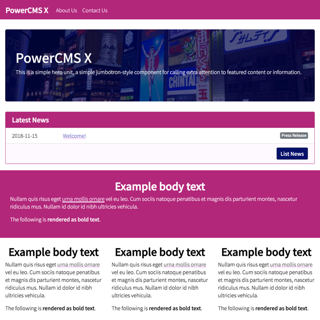 PowerCMS X About Us Contact Us
PowerCMS X
This is a simple hero unit, a simple jumbotron-style component for calling extra attention to featured content or information.
Latest News
2018-11-15 Welcome! Press Release
List News
Example body text
Nullam quis risus eget urna mollis ornare vel eu leo. Cum sociis natoque penatibus et magnis dis parturient montes, nascetur
ridiculus mus. Nullam id dolor id nibh ultricies vehicula.
The following is rendered as bold text.
Example body text
Nullam quis risus eget urna mollis ornare
vel eu leo. Cum sociis natoque penatibus
et magnis dis parturient montes, nascetur
ridiculus mus. Nullam id dolor id nibh
ultricies vehicula.
The following is rendered as bold text.
Example body text
Nullam quis risus eget urna mollis ornare
vel eu leo. Cum sociis natoque penatibus
et magnis dis parturient montes, nascetur
ridiculus mus. Nullam id dolor id nibh
ultricies vehicula.
The following is rendered as bold text.
Example body text
Nullam quis risus eget urna mollis ornare
vel eu leo. Cum sociis natoque penatibus
et magnis dis parturient montes, nascetur
ridiculus mus. Nullam id dolor id nibh
ultricies vehicula.
The following is rendered as bold text.